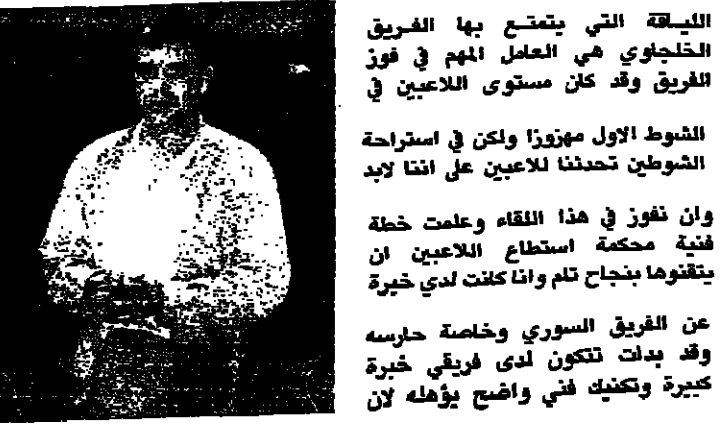 الليـاقة التي يتمتـع بها الفـريق
الخلجاوي هي العامل المهم في فوز
الفريق وقد كان مستوى اللاعبين في
الشوط الاول مهزوزا ولكن في استراحة
الشوطين تحدثنا للاعبين على اننا لابد
وان نفوز في هذا اللقاء وعلمت خطة
فنية محكمة استطاع اللاعبين ان
يتقنوها بنجاح تام وانا كانت لدي خبرة
عن الفريق السوري وخاصة حارسه
وقد بدات تتكون لدى فريقي خبرة
كبيرة وتكنيك فني واضح يؤهله لان